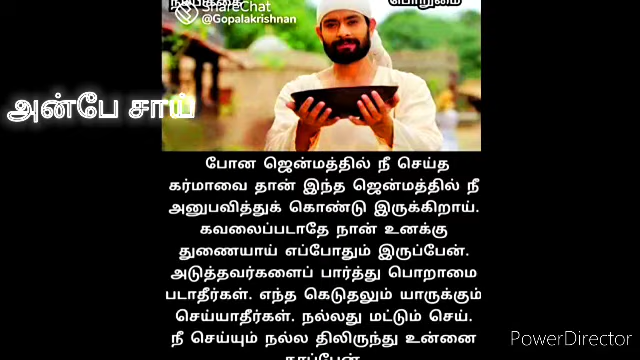 ShareChat
@Gopalakrishnan
பொறுமை
அன்பே சாய்
போன ஜென்மத்தில் நீ செய்த
கர்மாவை தான் இந்த ஜென்மத்தில் நீ
அனுபவித்துக் கொண்டு இருக்கிறாய்.
கவலைப்படாதே நான் உனக்கு
துணையாய் எப்போதும் இருப்பேன்.
அடுத்தவர்களைப் பார்த்து பொறாமை
படாதீர்கள். எந்த கெடுதலும் யாருக்கும்
செய்யாதீர்கள். நல்லது மட்டும் செய்.
நீ செய்யும் நல்ல திலிருந்து உன்னை
PowerDirector